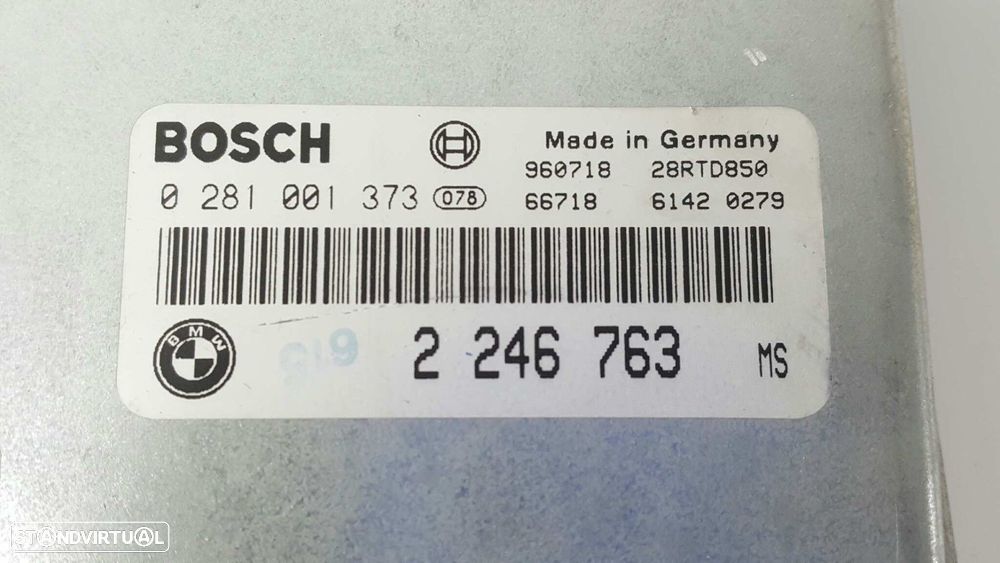 BOSCH
Made in Germany
960718 28RTD850
0 281 001 373 078
66718 6142 0279
BMW
2 246 763 MS
STANDVIRTUAL